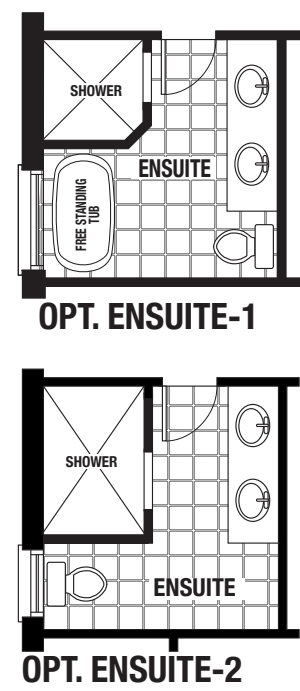 SHOWER
ENSUITE
FREE STANDING
TUB
OPT. ENSUITE-1
SHOWER
ENSUITE
OPT. ENSUITE-2